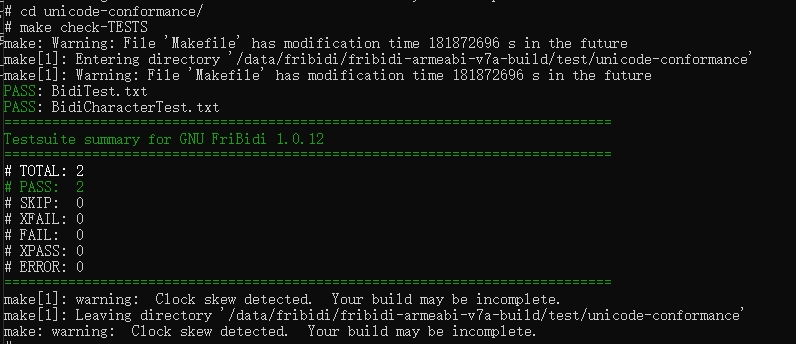 # cd unicode-conformance/
# make check-TESTS
make: Warning: File 'Makefile' has modification time 181872696 s in the future
make[1]: Entering directory '/data/fribidi/fribidi-armeabi-v7a-build/test/unicode-conformance'
make[1]: Warning: File 'Makefile' has modification time 181872696 s in the future
PASS: BidiTest.txt
PASS: BidiCharacterTest.txt
============================================================================
Testsuite summary for GNU FriBidi 1.0.12
============================================================================
# TOTAL: 2
# PASS:  2
# SKIP:  0
# XFAIL: 0
# FAIL:  0
# XPASS: 0
# ERROR: 0
============================================================================
make[1]: warning:  Clock skew detected.  Your build may be incomplete.
make[1]: Leaving directory '/data/fribidi/fribidi-armeabi-v7a-build/test/unicode-conformance'
make: warning:  Clock skew detected.  Your build may be incomplete.